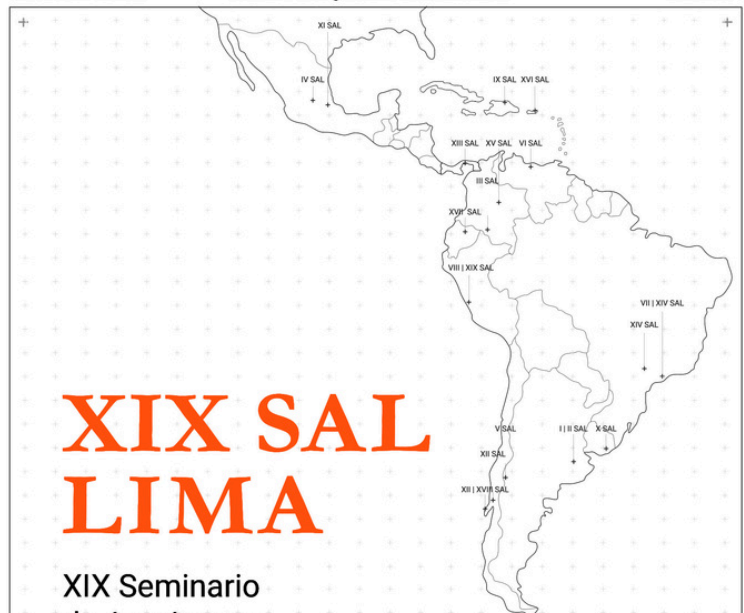 XI SAL
IV SAL
IX SAL XVI SAL
XIII SAL XV SAL VI SAL
III SAL
XVII SAL
VIII | XIX SAL
VII | XIV SAL
XIV SAL
XIX SAL
LIMA
V SAL
I | II SAL X SAL
XII SAL
XII | XVIII SAL
XIX Seminario